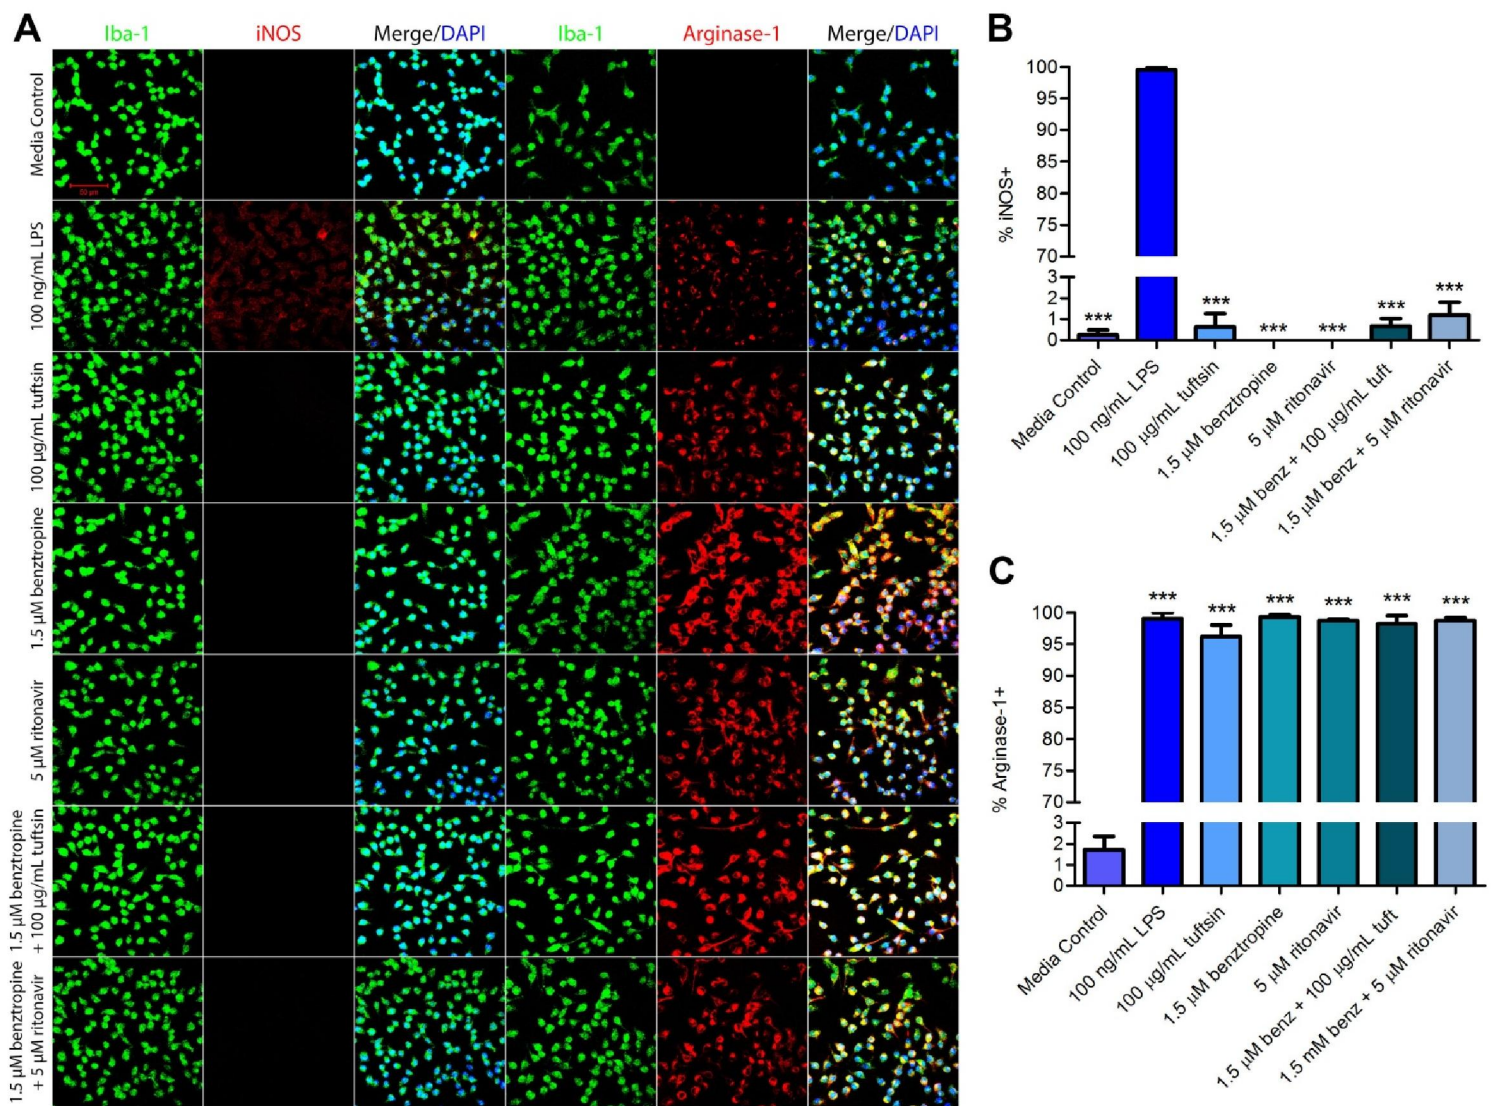 A
Iba-1 iNOS Merge/DAPI Iba-1 Arginase-1 Merge/DAPI
Media Control
50 µm
100 ng/mL LPS
100 µg/mL tuftsin
1.5 µM benztropine
5 µM ritonavir
1.5 µM benztropine
+ 100 µg/mL tuftsin
1.5 µM benztropine
+ 5 µM ritonavir
B
% iNOS+
100
95
90
85
80
75
70
3
2
1
0
*** *** *** *** *** ***
Media Control
100 ng/mL LPS
100 µg/mL tuftsin
1.5 µM benztropine
5 µM ritonavir
1.5 µM benz + 100 µg/mL tuft
1.5 µM benz + 5 µM ritonavir
C
% Arginase-1+
100
95
90
85
80
75
70
3
2
1
0
*** *** *** *** *** ***
Media Control
100 ng/mL LPS
100 µg/mL tuftsin
1.5 µM benztropine
5 µM ritonavir
1.5 µM benz + 100 µg/mL tuft
1.5 mM benz + 5 µM ritonavir